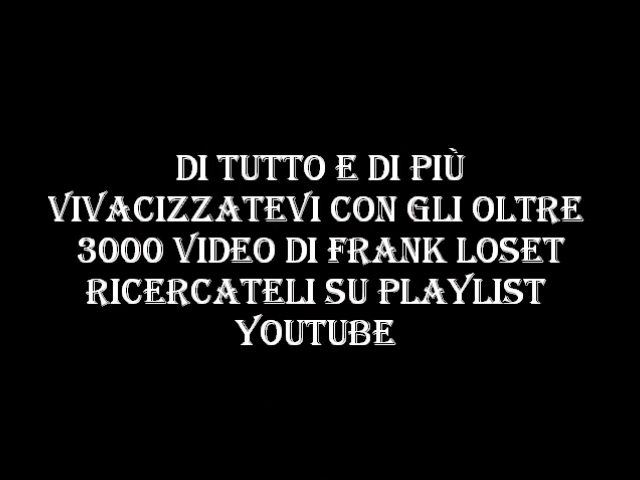 DI TUTTO E DI PIÙ
VIVACIZZATEVI CON GLI OLTRE
3000 VIDEO DI FRANK LOSET
RICERCATELI SU PLAYLIST
YOUTUBE